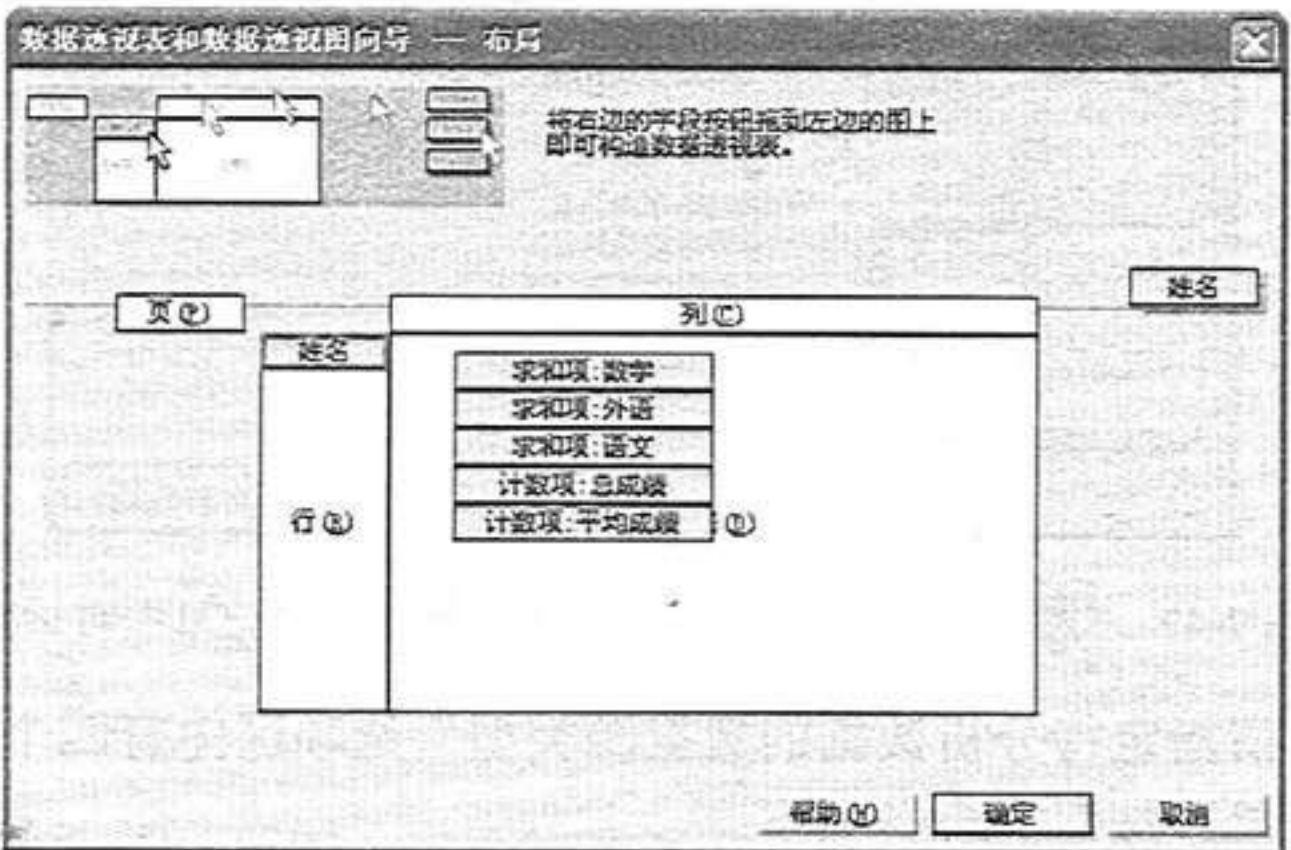 数据透视表和数据透视图向导 — 布局
将右边的字段按钮拖到左边的图上
即可构造数据透视表。
姓名
页(P)
列(C)
姓名
求和项:数学
求和项:外语
求和项:语文
计数项:总成绩
计数项:平均成绩
行(R)
(D)
帮助(H)
确定
取消